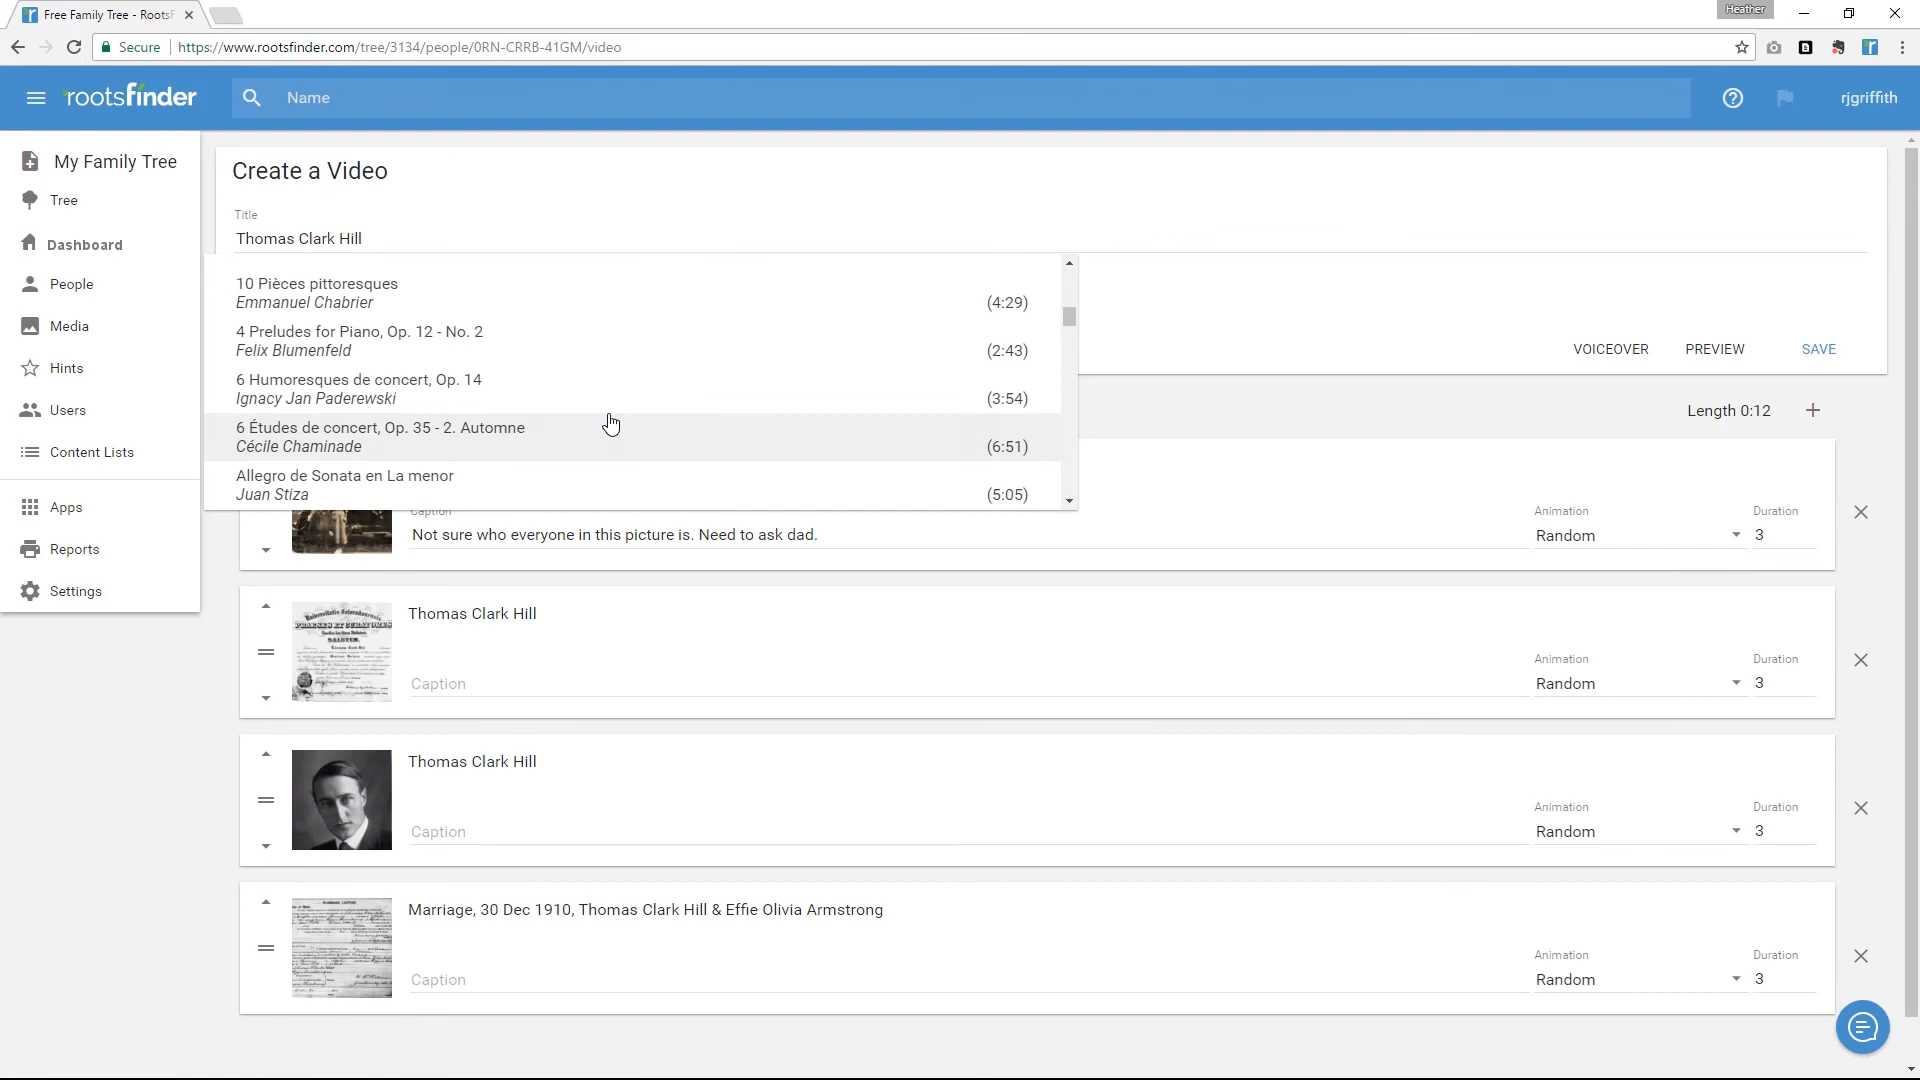 Free Family Tree - Roots
Heather
Secure
https://www.rootsfinder.com/tree/3134/people/0RN-CRRB-41GM/video
rootsfinder
Name
rjgriffith
My Family Tree
Tree
Dashboard
People
Media
Hints
Users
Content Lists
Apps
Reports
Settings
Create a Video
Title
Thomas Clark Hill
10 Pièces pittoresques
Emmanuel Chabrier (4:29)
4 Preludes for Piano, Op. 12 - No. 2
Felix Blumenfeld (2:43)
6 Humoresques de concert, Op. 14
Ignacy Jan Paderewski (3:54)
6 Études de concert, Op. 35 - 2. Automne
Cécile Chaminade (6:51)
Allegro de Sonata en La menor
Juan Stiza (5:05)
VOICEOVER PREVIEW SAVE
Length 0:12
Caption Animation Duration
Not sure who everyone in this picture is. Need to ask dad. Random 3
Thomas Clark Hill
Animation Duration
Caption Random 3
Thomas Clark Hill
Animation Duration
Caption Random 3
Marriage, 30 Dec 1910, Thomas Clark Hill & Effie Olivia Armstrong
Animation Duration
Caption Random 3